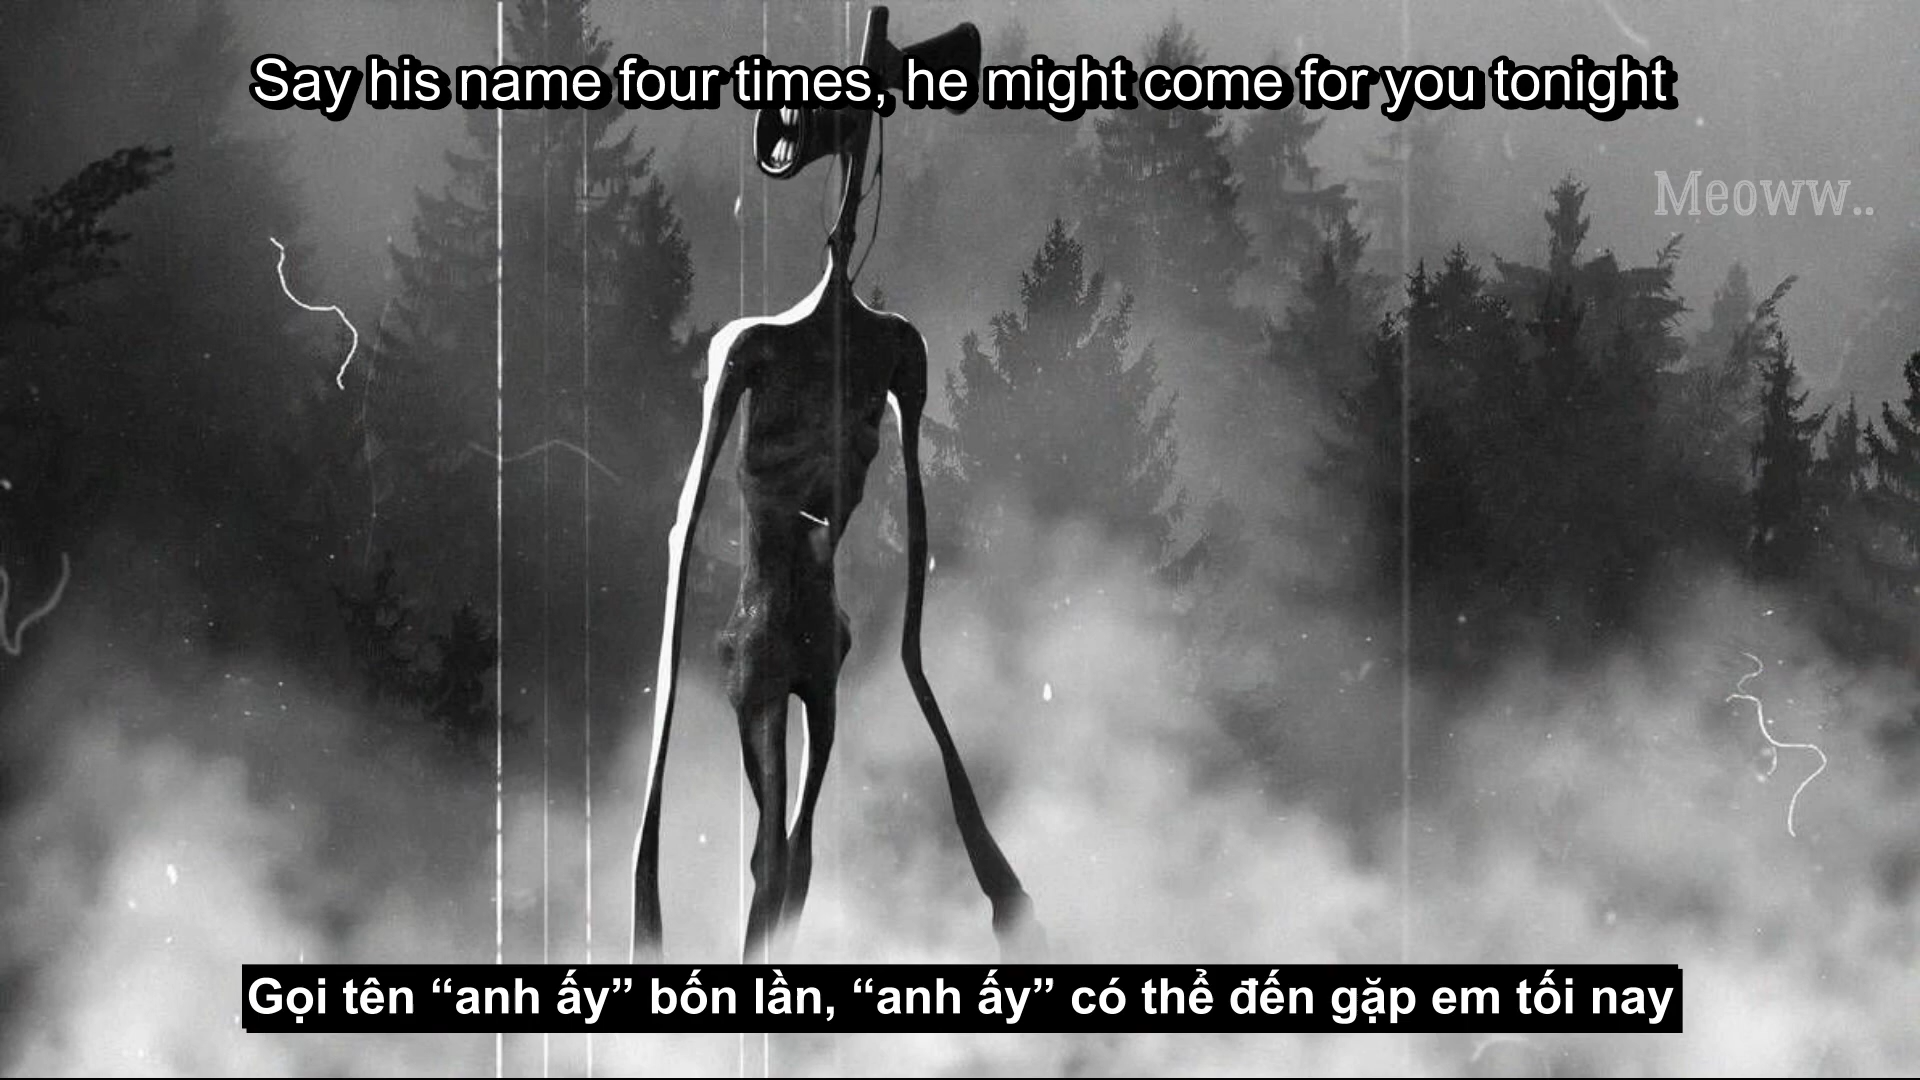 Say his name four times, he might come for you tonight
Meoww..
Gọi tên “anh ấy” bốn lần, “anh ấy” có thể đến gặp em tối nay